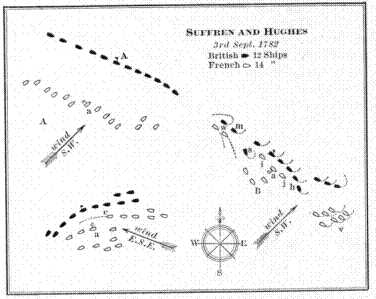 SUFFREN AND HUGHES
3rd Sept. 1782
British 12 Ships
French 14 "
A
a
A
wind
S.W.
m
w
s
i
a
j h
B
wind
S.W.
v
e
s
a
wind
E.S.E.
W E
S